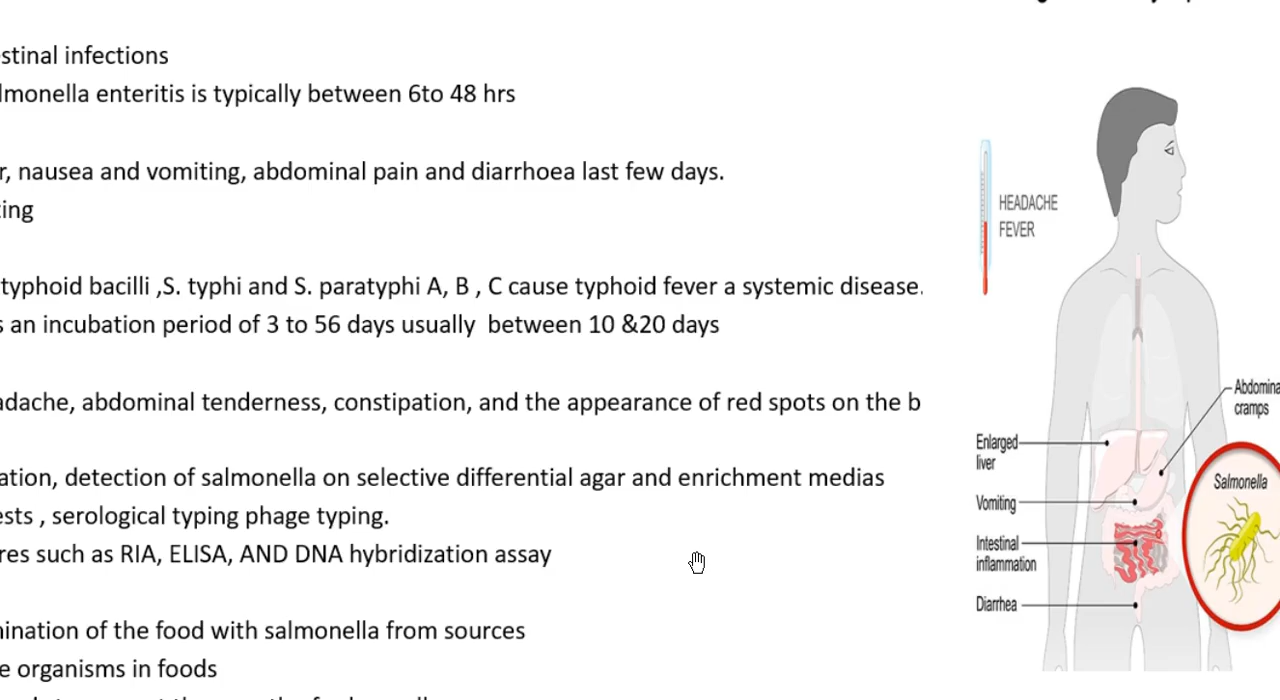 stinal infections
lmonella enteritis is typically between 6to 48 hrs
r, nausea and vomiting, abdominal pain and diarrhoea last few days.
ting
typhoid bacilli ,S. typhi and S. paratyphi A, B , C cause typhoid fever a systemic disease.
s an incubation period of 3 to 56 days usually  between 10 &20 days
adache, abdominal tenderness, constipation, and the appearance of red spots on the b
ation, detection of salmonella on selective differential agar and enrichment medias
ests , serological typing phage typing.
res such as RIA, ELISA, AND DNA hybridization assay
nination of the food with salmonella from sources
e organisms in foods
HEADACHE
FEVER
Abdomina
cramps
Enlarged
liver
Vomiting
Intestinal
inflammation
Diarrhea
Salmonella